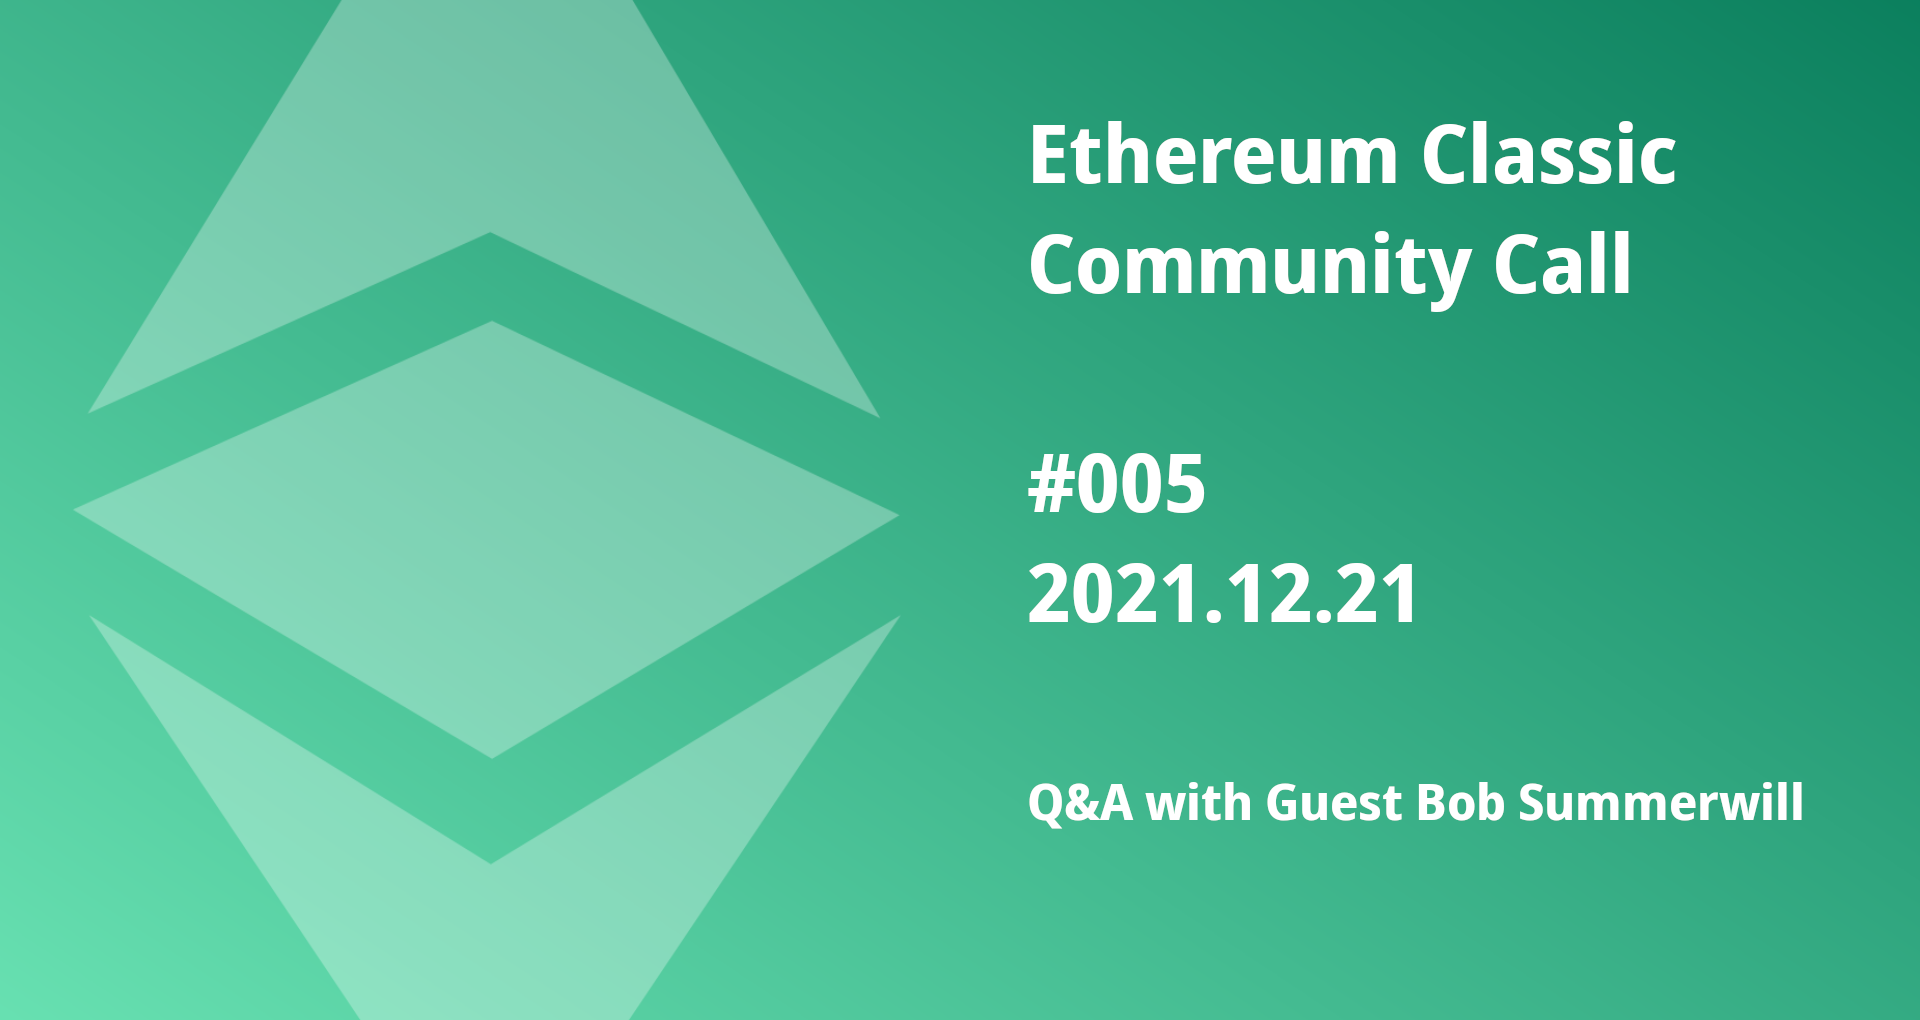 Ethereum Classic
Community Call
#005
2021.12.21
Q&A with Guest Bob Summerwill